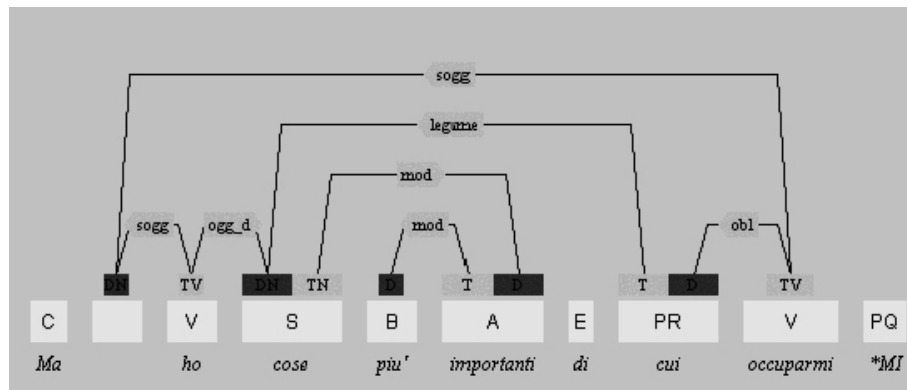 sogg
legame
mod
sogg ogg_d mod obl
DN TV DN TN D T D T D TV
C V S B A E PR V PQ
Ma ho cose piu' importanti di cui occuparmi *MI